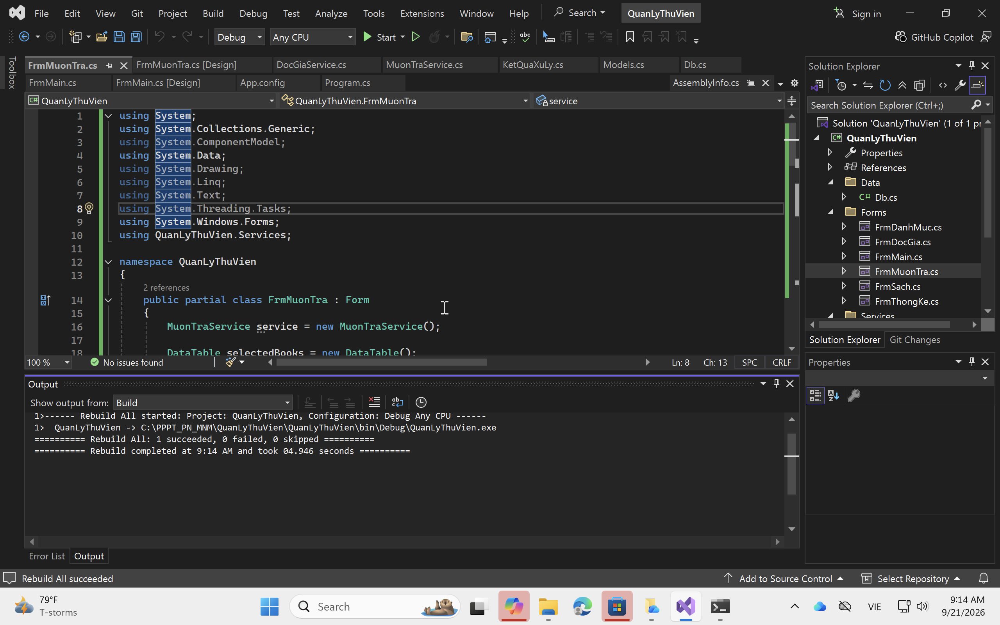 File Edit View Git Project Build Debug Test Analyze Tools Extensions Window Help Search QuanLyThuVien Sign in
Debug Any CPU Start GitHub Copilot
Toolbox
FrmMuonTra.cs FrmMuonTra.cs [Design] DocGiaService.cs MuonTraService.cs KetQuaXuLy.cs Models.cs Db.cs
FrmMain.cs FrmMain.cs [Design] App.config Program.cs AssemblyInfo.cs
QuanLyThuVien QuanLyThuVien.FrmMuonTra service
1 using System;
2 using System.Collections.Generic;
3 using System.ComponentModel;
4 using System.Data;
5 using System.Drawing;
6 using System.Linq;
7 using System.Text;
8 using System.Threading.Tasks;
9 using System.Windows.Forms;
10 using QuanLyThuVien.Services;
11
12 namespace QuanLyThuVien
13 {
2 references
14 public partial class FrmMuonTra : Form
15 {
16 MuonTraService service = new MuonTraService();
17
18 DataTable selectedBooks = new DataTable();
100 % No issues found Ln: 8 Ch: 13 SPC CRLF
Output
Show output from: Build
1>------ Rebuild All started: Project: QuanLyThuVien, Configuration: Debug Any CPU ------
1>  QuanLyThuVien -> C:\PPPT_PN_MNM\QuanLyThuVien\QuanLyThuVien\bin\Debug\QuanLyThuVien.exe
========== Rebuild All: 1 succeeded, 0 failed, 0 skipped ==========
========== Rebuild completed at 9:14 AM and took 04.946 seconds ==========
Error List Output
Solution Explorer
Search Solution Explorer (Ctrl+;)
Solution 'QuanLyThuVien' (1 of 1 pr
QuanLyThuVien
Properties
References
Data
C# Db.cs
Forms
FrmDanhMuc.cs
FrmDocGia.cs
FrmMain.cs
FrmMuonTra.cs
FrmSach.cs
FrmThongKe.cs
Services
Solution Explorer Git Changes
Properties
Rebuild All succeeded Add to Source Control Select Repository
79°F
T-storms
Search
VIE
9:14 AM
9/21/2026